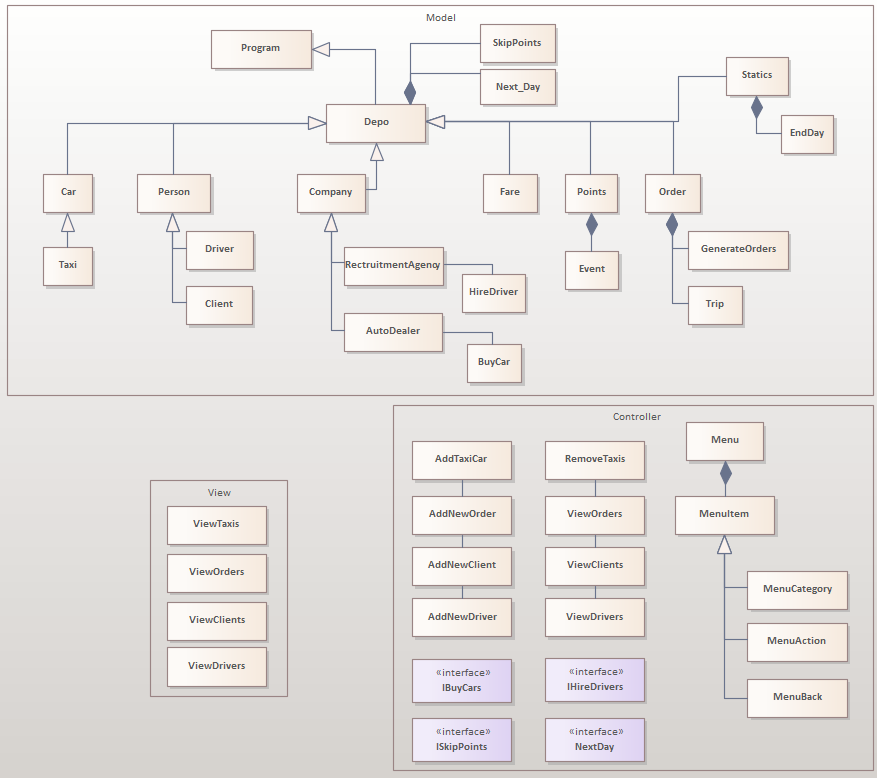 Model
Program
SkipPoints
Next_Day
Statics
Depo
EndDay
Car
Person
Company
Fare
Points
Order
Taxi
Driver
Client
RectruitmentAgency
HireDriver
AutoDealer
BuyCar
Event
GenerateOrders
Trip
Controller
AddTaxiCar
RemoveTaxis
Menu
AddNewOrder
ViewOrders
MenuItem
AddNewClient
ViewClients
AddNewDriver
ViewDrivers
MenuCategory
MenuAction
MenuBack
«interface»
IBuyCars
«interface»
IHireDrivers
«interface»
ISkipPoints
«interface»
NextDay
View
ViewTaxis
ViewOrders
ViewClients
ViewDrivers